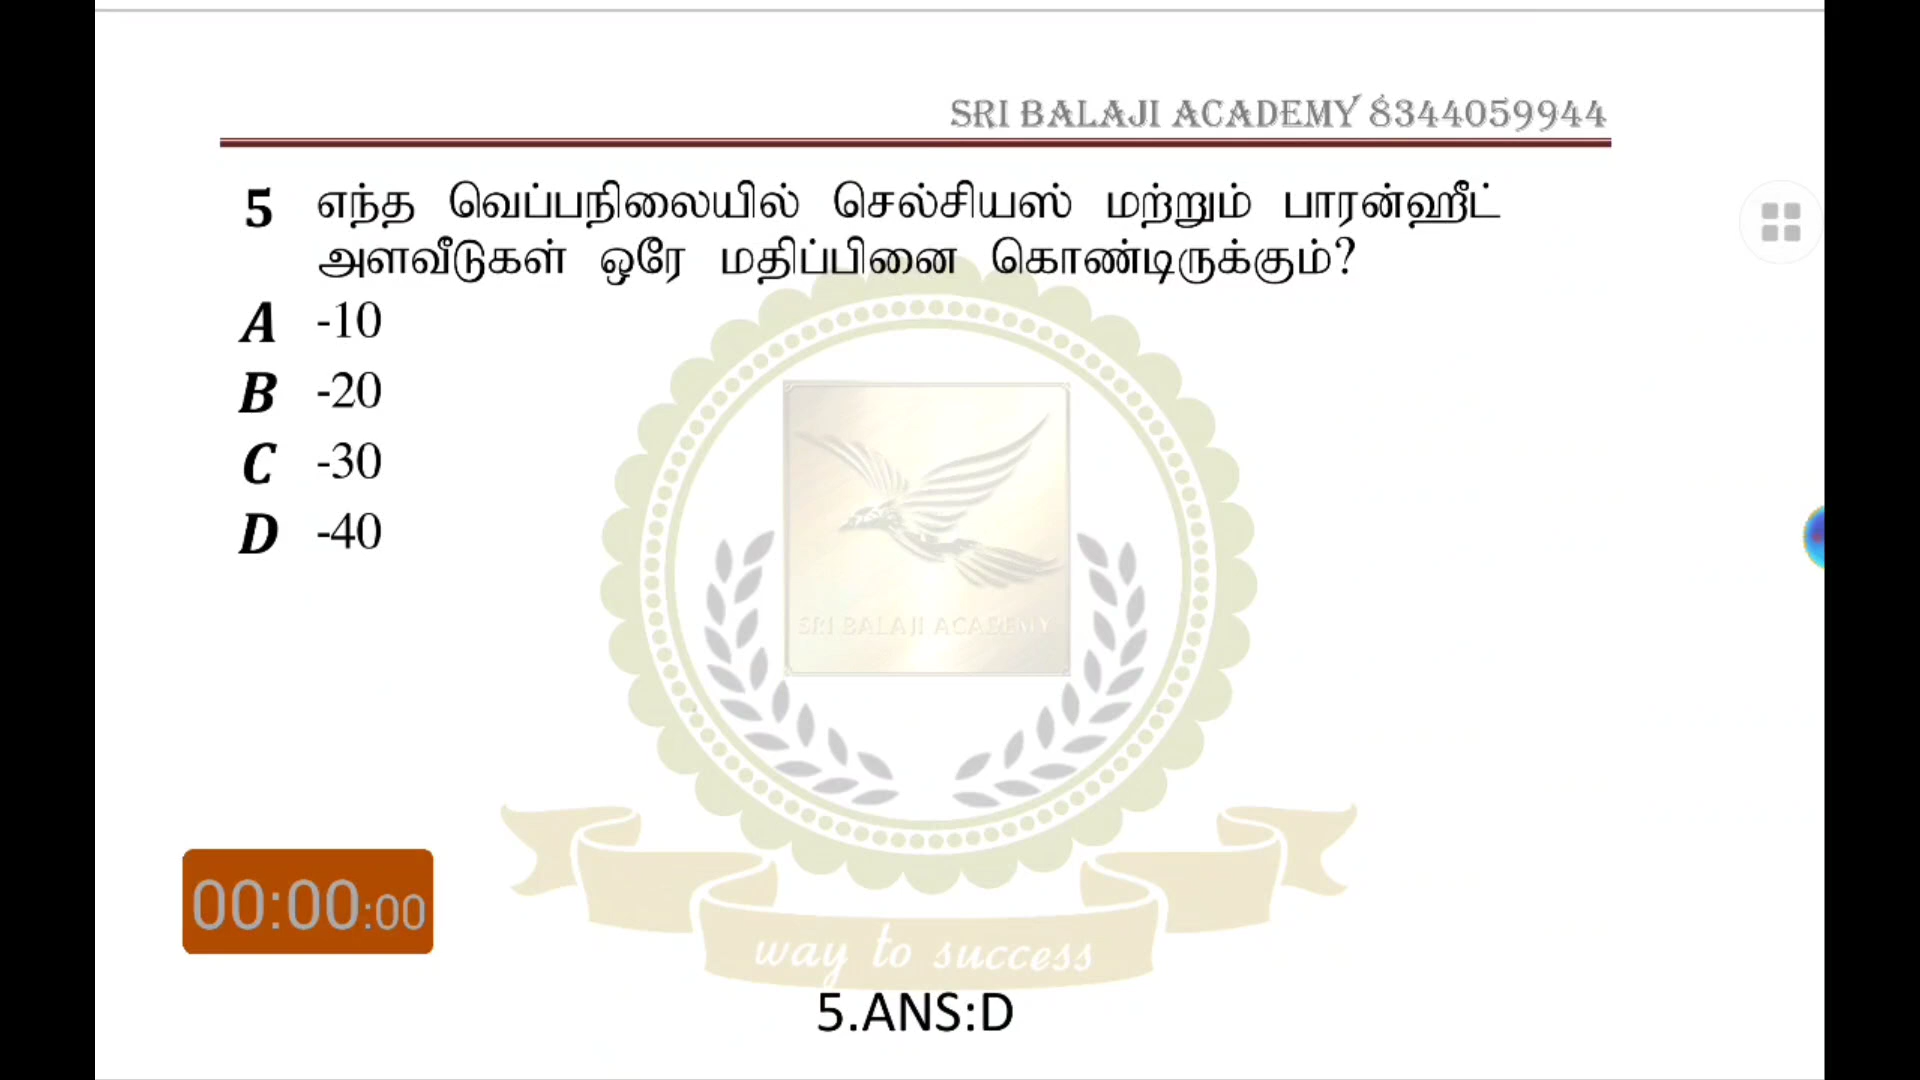 SRI BALAJI ACADEMY 8344059944
5 எந்த வெப்பநிலையில் செல்சியஸ் மற்றும் பாரன்ஹீட்
அளவீடுகள் ஒரே மதிப்பினை கொண்டிருக்கும்?
A -10
B -20
C -30
D -40
SRI BALAJI ACADEMY
00:00:00
way to success
5.ANS:D